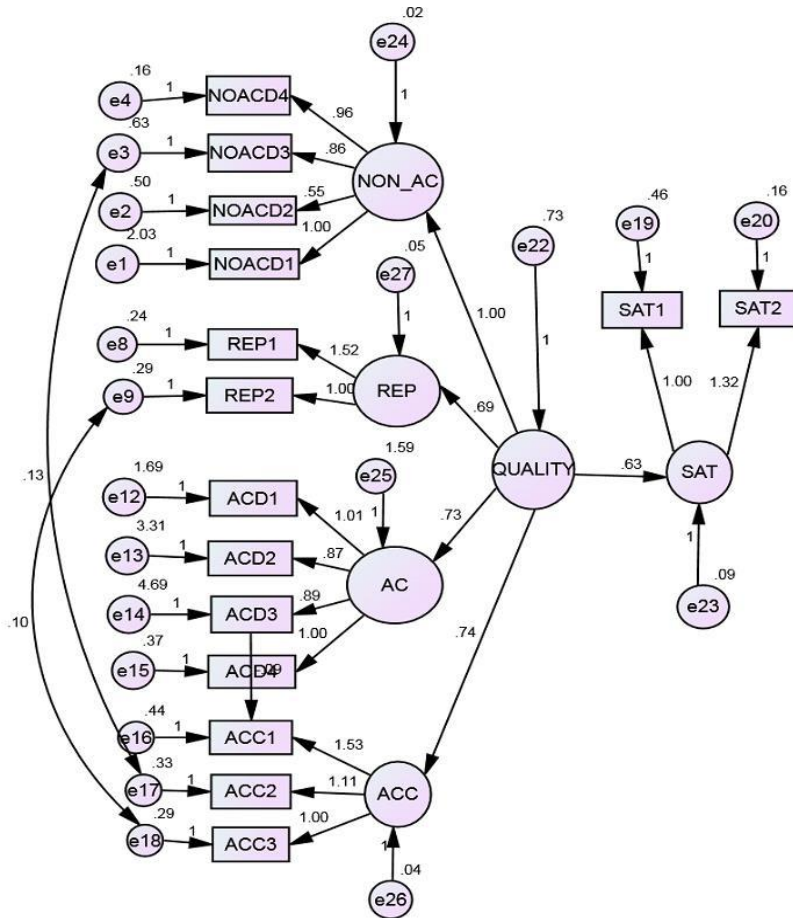 .02
e24
1
.16
e4
1
NOACD4
.96
.63
e3
1
NOACD3
.86
NON_AC
.50
e2
1
NOACD2
.55
2.03
e1
1
NOACD1
1.00
.05
e27
1
.73
e22
1
.46
e19
1
.16
e20
1
SAT1
SAT2
1.00
1.32
1.00
.24
e8
1
REP1
1.52
.29
e9
1
REP2
1.00
REP
.69
QUALITY
.63
SAT
1
.09
e23
.13
.10
1.59
e25
1
1.69
e12
1
ACD1
1.01
.73
3.31
e13
1
ACD2
.87
AC
4.69
e14
1
ACD3
.89
.37
e15
1
ACD4
1.00
.09
.74
.44
e16
1
ACC1
1.53
.33
e17
1
ACC2
1.11
ACC
.29
e18
1
ACC3
1.00
1
.04
e26